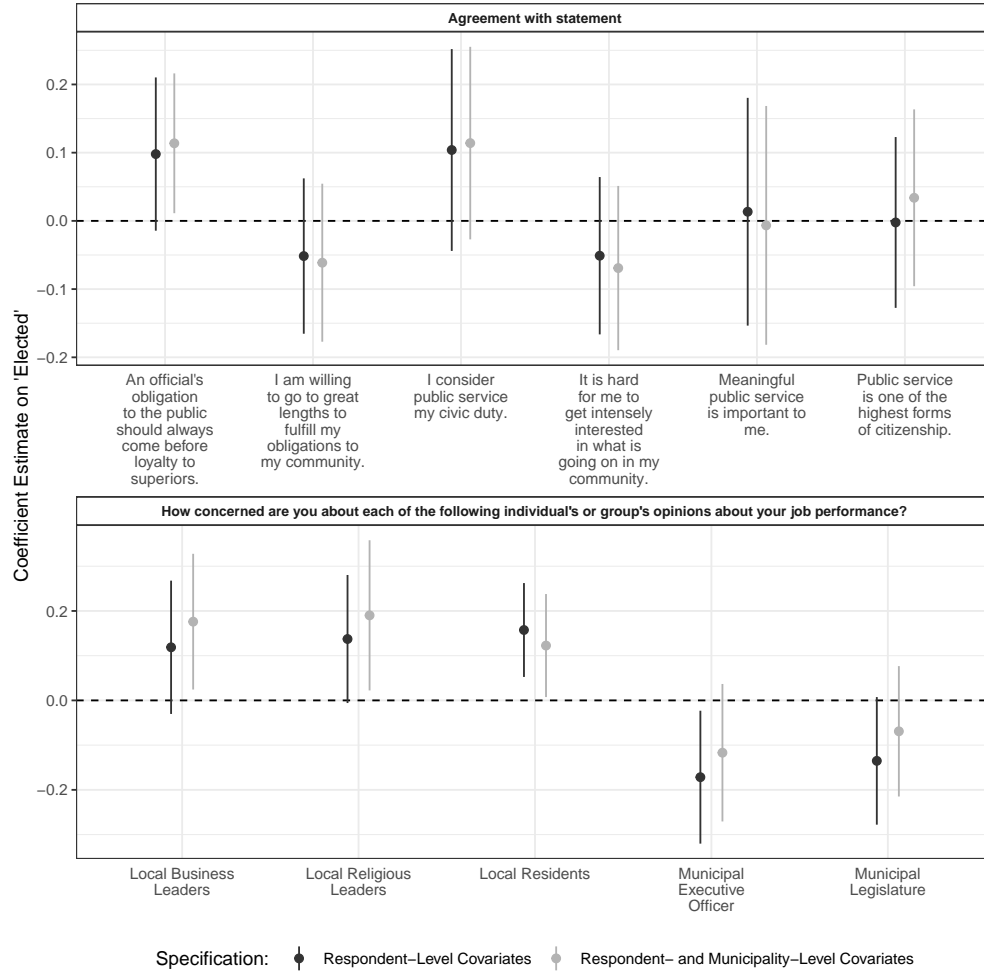 Agreement with statement
Coefficient Estimate on 'Elected'
0.2
0.1
0.0
−0.1
−0.2
An official's
obligation
to the public
should always
come before
loyalty to
superiors.
I am willing
to go to great
lengths to
fulfill my
obligations to
my community.
I consider
public service
my civic duty.
It is hard
for me to
get intensely
interested
in what is
going on in my
community.
Meaningful
public service
is important to
me.
Public service
is one of the
highest forms
of citizenship.
How concerned are you about each of the following individual's or group's opinions about your job performance?
0.2
0.0
−0.2
Local Business
Leaders
Local Religious
Leaders
Local Residents
Municipal
Executive
Officer
Municipal
Legislature
Specification: Respondent−Level Covariates Respondent− and Municipality−Level Covariates